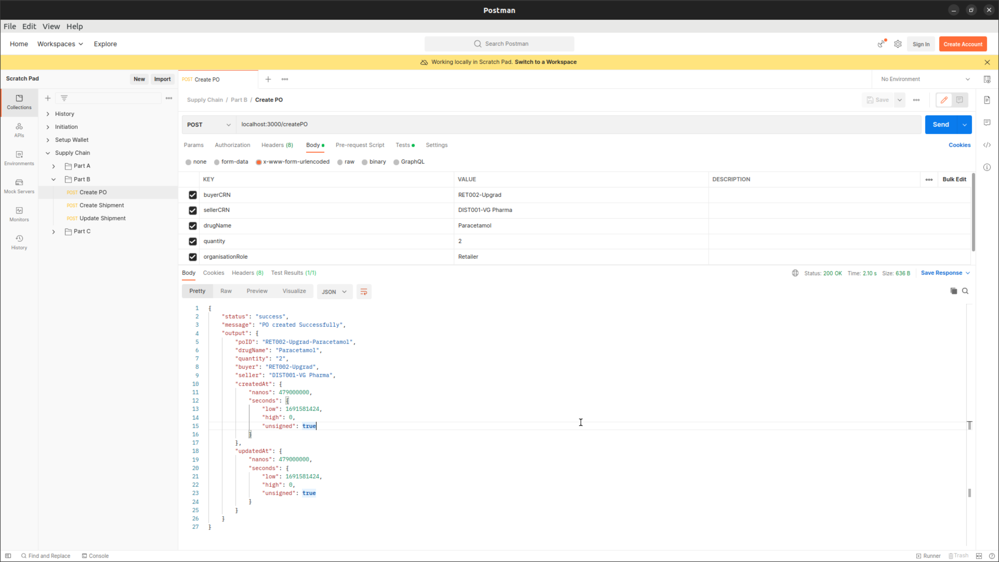 Postman
File Edit View Help
Home Workspaces Explore Search Postman Sign In Create Account
Working locally in Scratch Pad. Switch to a Workspace
Scratch Pad New Import POST Create PO No Environment
Collections
APIs
Environments
Mock Servers
Monitors
History
History
Initiation
Setup Wallet
Supply Chain
Part A
Part B
POST Create PO
POST Create Shipment
POST Update Shipment
Part C
Supply Chain / Part B / Create PO Save
POST localhost:3000/createPO Send
Params Authorization Headers (8) Body Pre-request Script Tests Settings Cookies
none form-data x-www-form-urlencoded raw binary GraphQL
KEY VALUE DESCRIPTION Bulk Edit
buyerCRN RET002-Upgrad
sellerCRN DIST001-VG Pharma
drugName Paracetamol
quantity 2
organisationRole Retailer
Body Cookies Headers (8) Test Results (1/1) Status: 200 OK Time: 2.10 s Size: 636 B Save Response
Pretty Raw Preview Visualize JSON
1 {
2 "status": "success",
3 "message": "PO created Successfully",
4 "output": {
5 "poID": "RET002-Upgrad-Paracetamol",
6 "drugName": "Paracetamol",
7 "quantity": "2",
8 "buyer": "RET002-Upgrad",
9 "seller": "DIST001-VG Pharma",
10 "createdAt": {
11 "nanos": 479000000,
12 "seconds": {
13 "low": 1691581424,
14 "high": 0,
15 "unsigned": true
16 }
17 },
18 "updatedAt": {
19 "nanos": 479000000,
20 "seconds": {
21 "low": 1691581424,
22 "high": 0,
23 "unsigned": true
24 }
25 }
26 }
27 }
Find and Replace Console Runner Trash